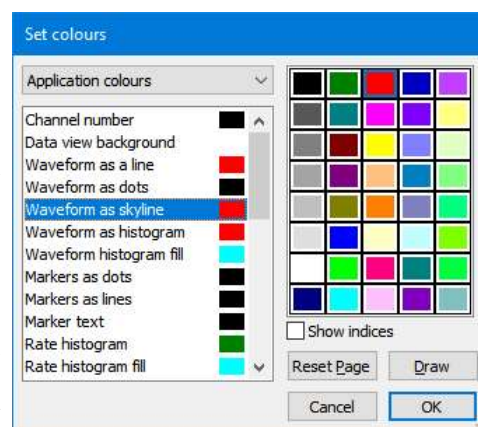 Set colours
Application colours
Channel number
Data view background
Waveform as a line
Waveform as dots
Waveform as skyline
Waveform as histogram
Waveform histogram fill
Markers as dots
Markers as lines
Marker text
Rate histogram
Rate histogram fill
Show indices
Reset Page
Draw
Cancel
OK